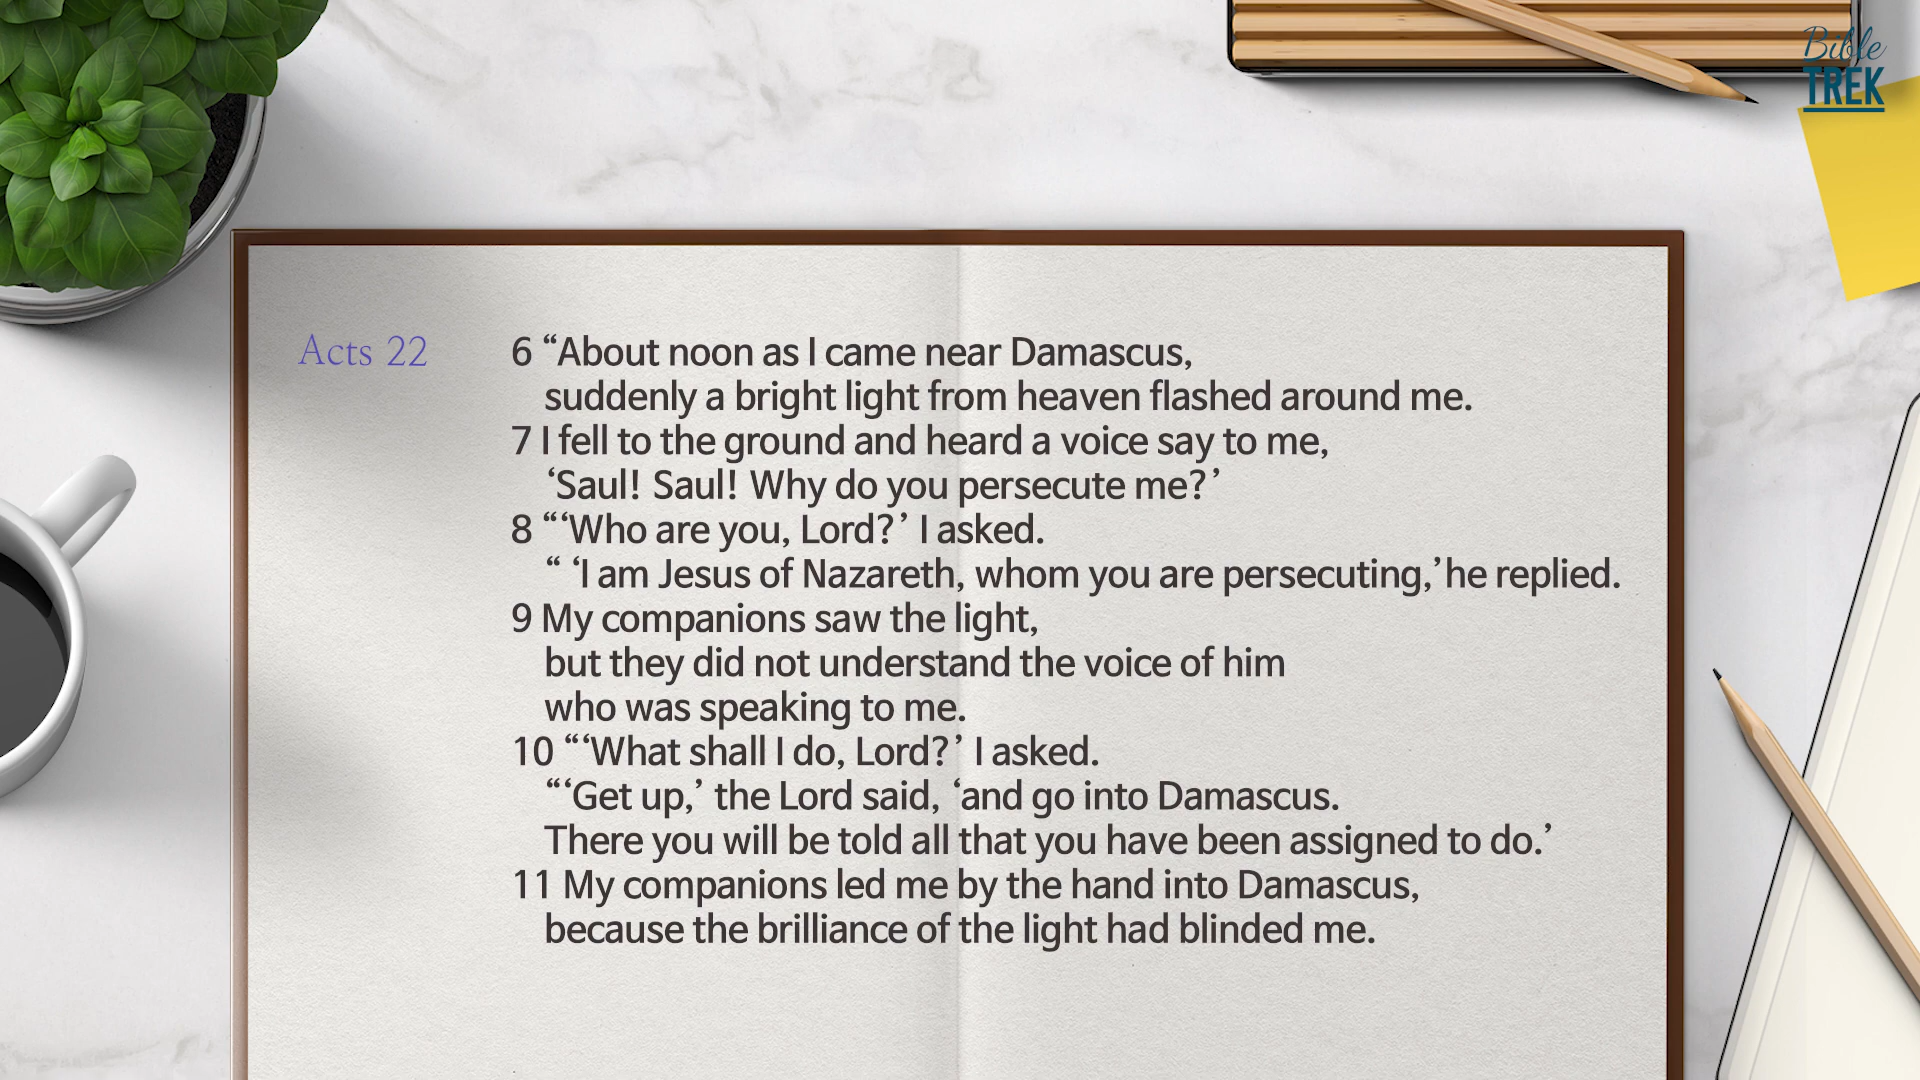 Bible
TREK
Acts 22
6 “About noon as I came near Damascus,
suddenly a bright light from heaven flashed around me.
7 I fell to the ground and heard a voice say to me,
‘Saul! Saul! Why do you persecute me?’
8 “‘Who are you, Lord?’ I asked.
“ ‘I am Jesus of Nazareth, whom you are persecuting,’ he replied.
9 My companions saw the light,
but they did not understand the voice of him
who was speaking to me.
10 “‘What shall I do, Lord?’ I asked.
“‘Get up,’ the Lord said, ‘and go into Damascus.
There you will be told all that you have been assigned to do.’
11 My companions led me by the hand into Damascus,
because the brilliance of the light had blinded me.